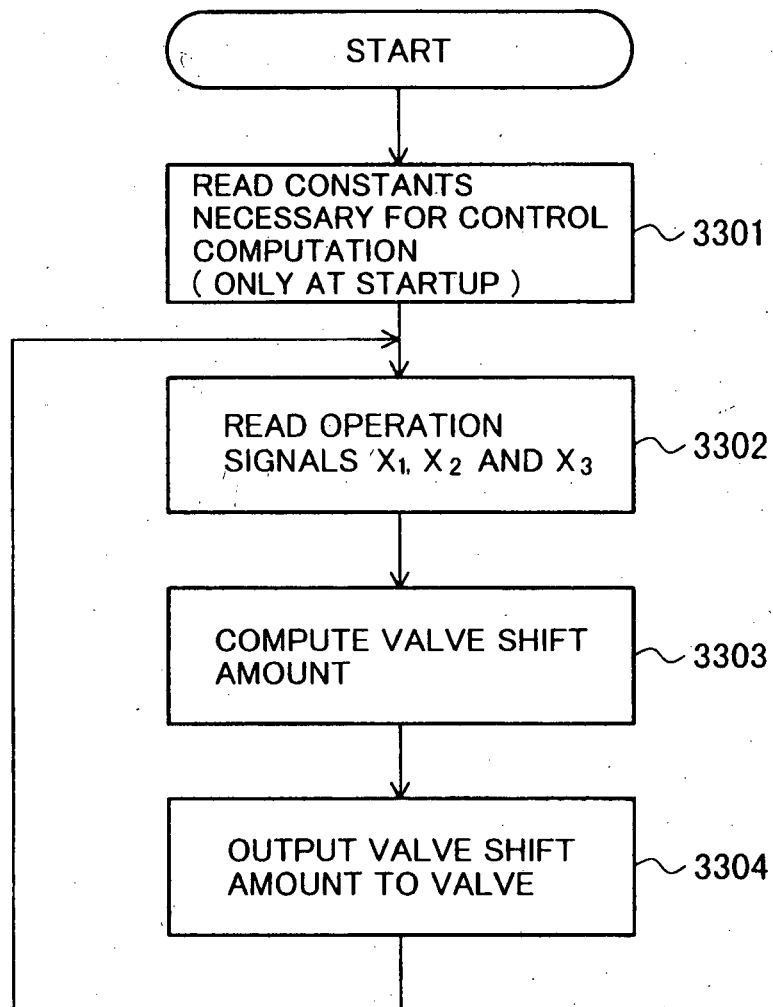 START
READ CONSTANTS
NECESSARY FOR CONTROL
COMPUTATION
( ONLY AT STARTUP )
3301
READ OPERATION
SIGNALS X₁, X₂ AND X₃
3302
COMPUTE VALVE SHIFT
AMOUNT
3303
OUTPUT VALVE SHIFT
AMOUNT TO VALVE
3304